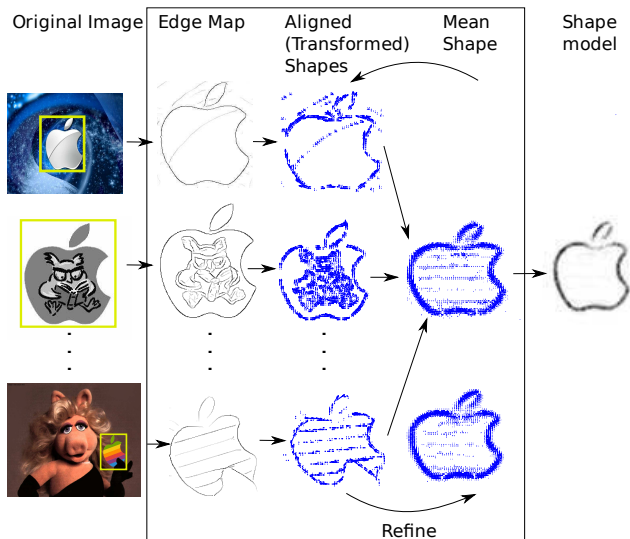 Original Image
Edge Map
Aligned
(Transformed)
Shapes
Mean
Shape
Shape
model
Refine